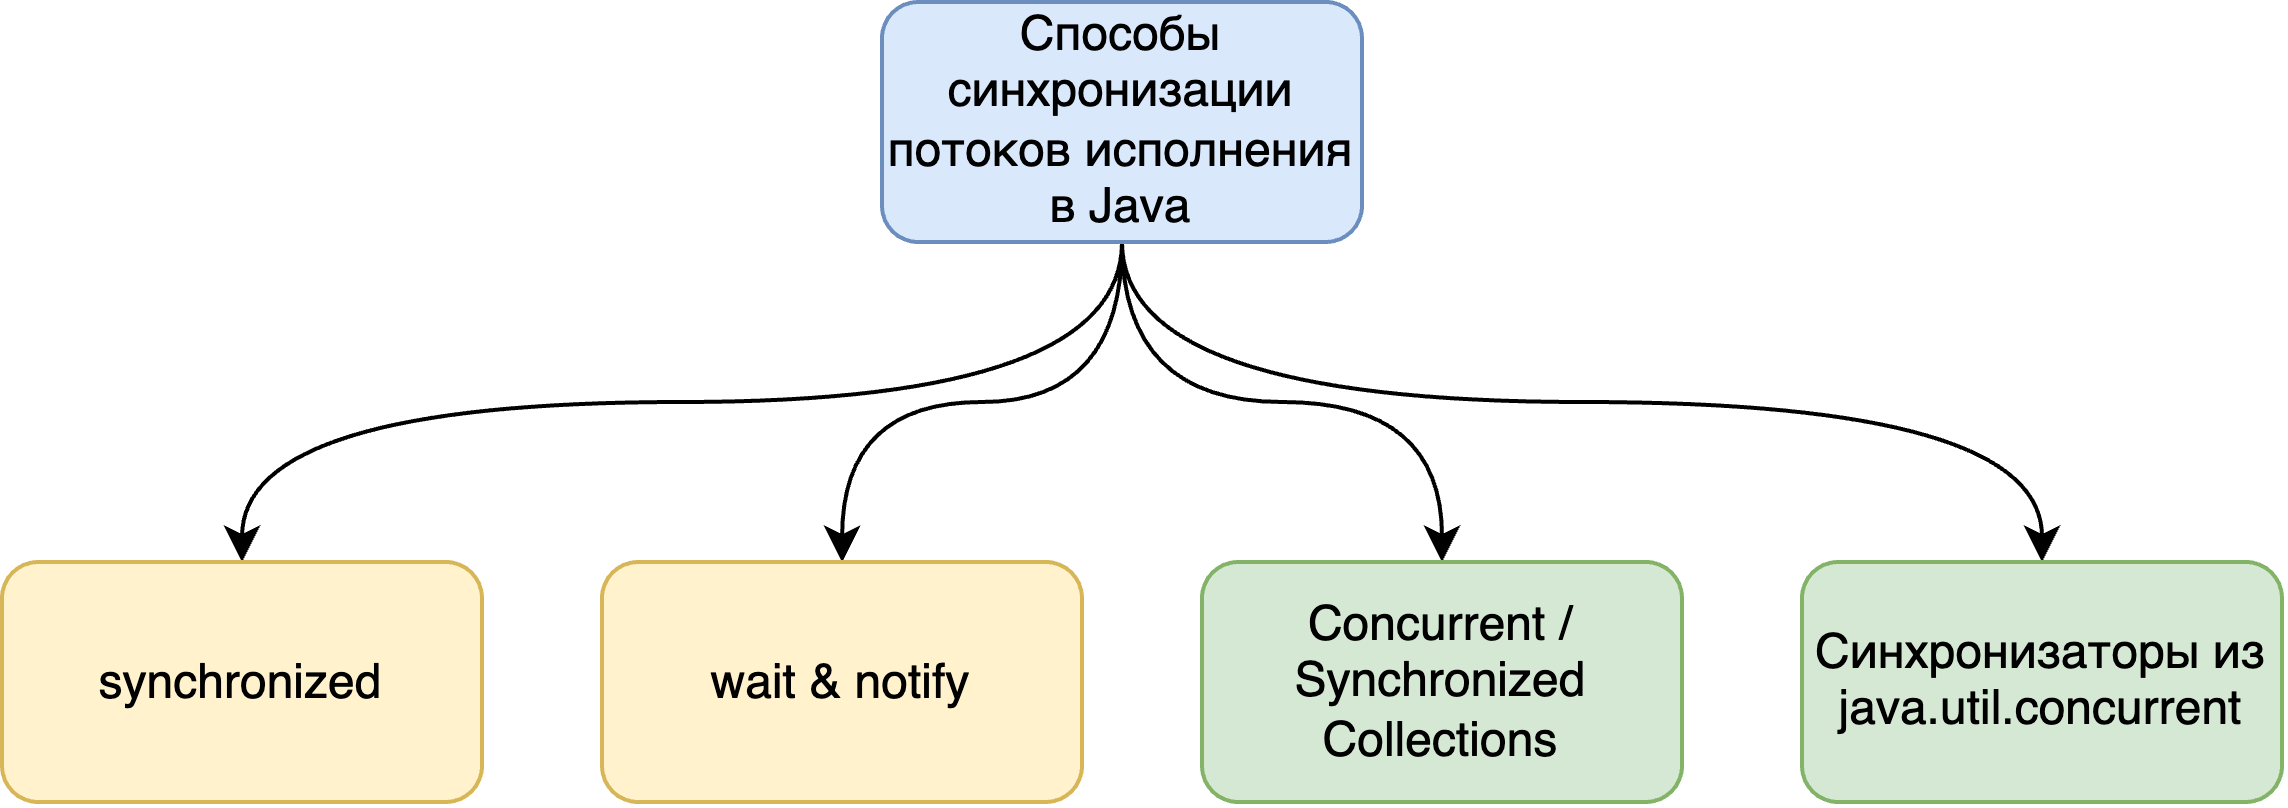 Способы
синхронизации
потоков исполнения
в Java
synchronized
wait & notify
Concurrent /
Synchronized
Collections
Синхронизаторы из
java.util.concurrent